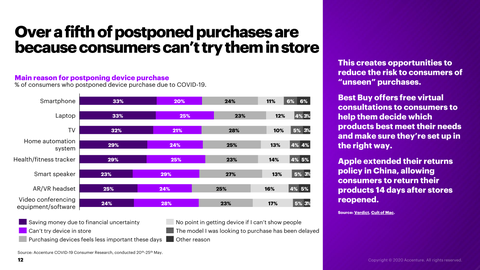 Over a fifth of postponed purchases are
because consumers can't try them in store
Main reason for postponing device purchase
% of consumers who postponed device purchase due to COVID-19.
Smartphone 33% 20% 24% 11% 6% 6%
Laptop 33% 25% 23% 12% 4% 3%
TV 32% 21% 28% 10% 5% 3%
Home automation
system 29% 24% 25% 13% 4% 4%
Health/fitness tracker 29% 25% 23% 14% 4% 5%
Smart speaker 23% 29% 27% 13% 5% 3%
AR/VR headset 25% 24% 25% 16% 4% 5%
Video conferencing
equipment/software 24% 28% 23% 17% 5% 3%
Saving money due to financial uncertainty
Can't try device in store
Purchasing devices feels less important these days
No point in getting device if I can't show people
The model I was looking to purchase has been delayed
Other reason
Source: Accenture COVID-19 Consumer Research, conducted 20th-25th May.
12
This creates opportunities to
reduce the risk to consumers of
"unseen" purchases.
Best Buy offers free virtual
consultations to consumers to
help them decide which
products best meet their needs
and make sure they're set up in
the right way.
Apple extended their returns
policy in China, allowing
consumers to return their
products 14 days after stores
reopened.
Source: Verdict, Cult of Mac.
Copyright © 2020 Accenture. All rights reserved.